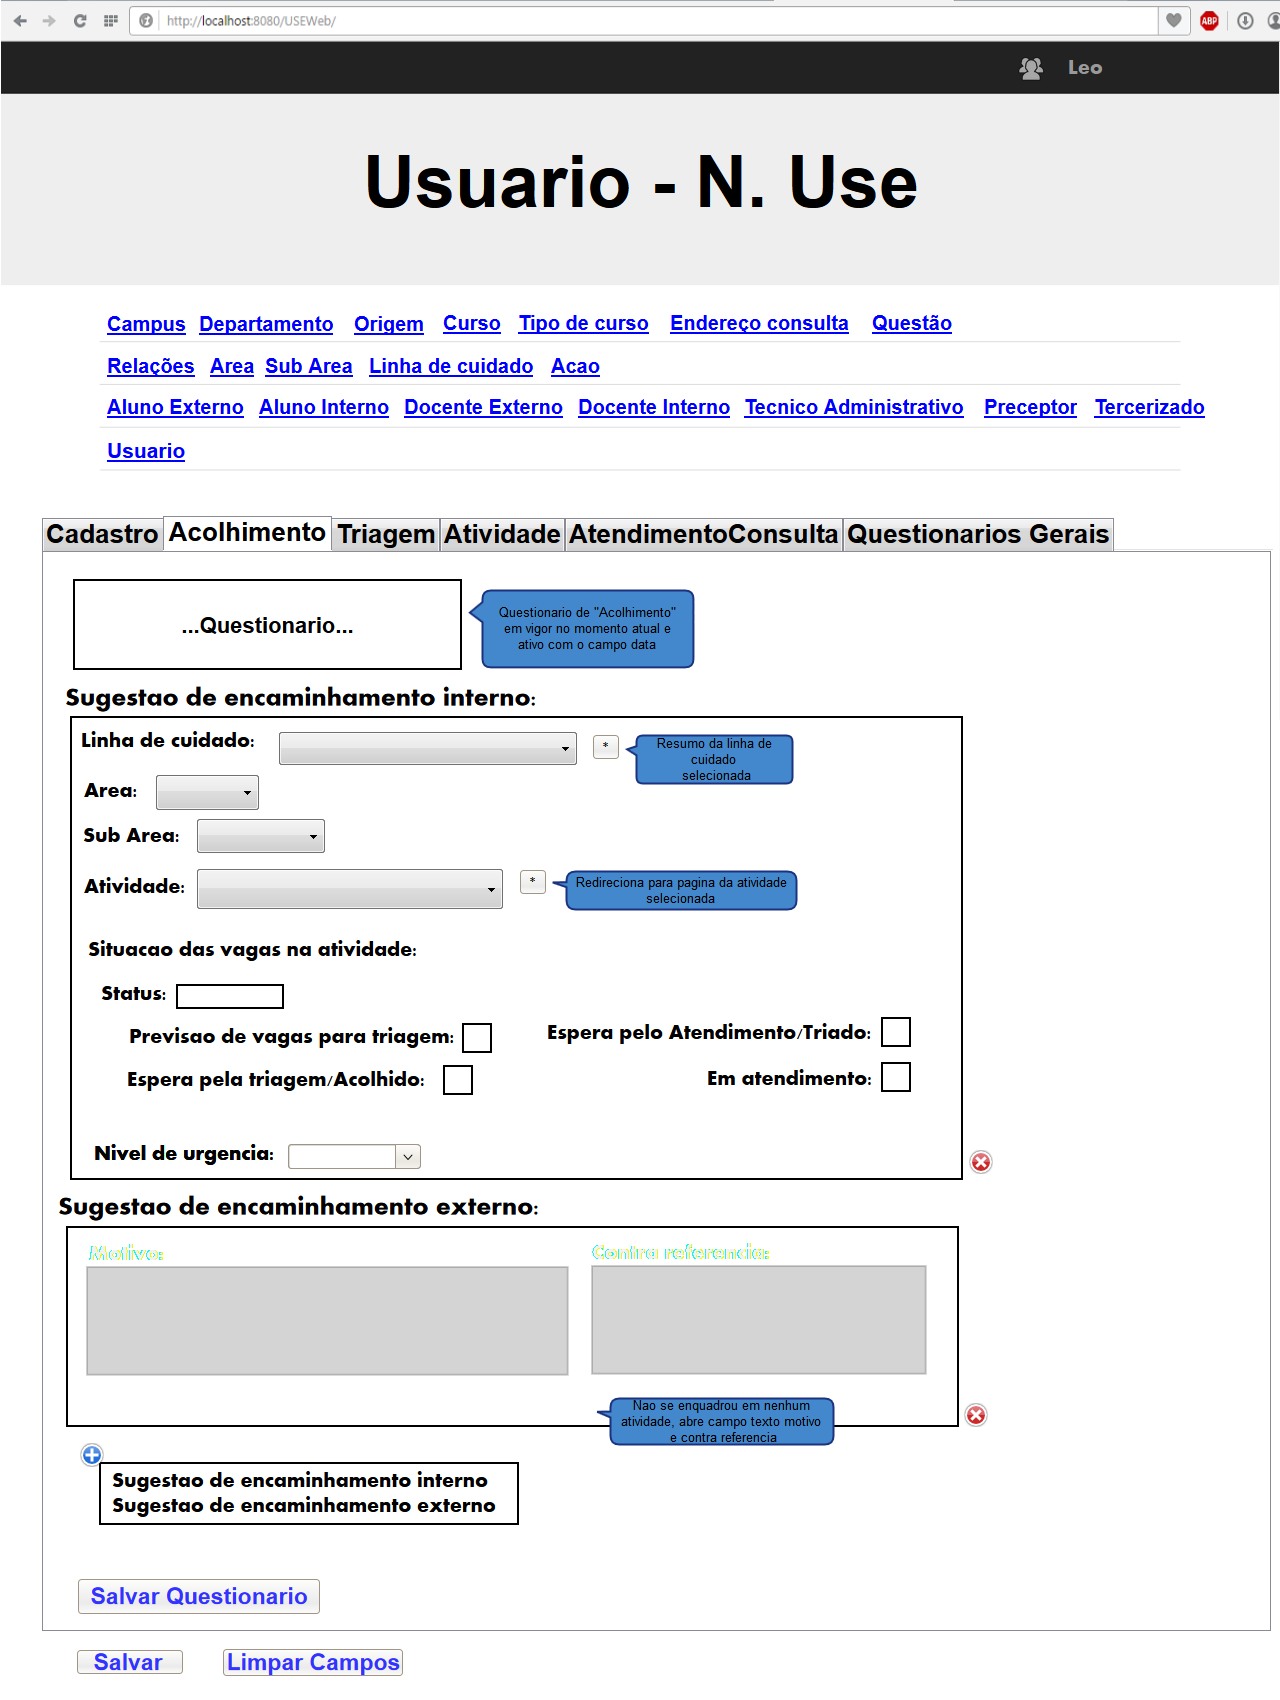 http://localhost:8080/USEWeb/
ABP
Leo
Usuario - N. Use
Campus Departamento Origem Curso Tipo de curso Endereço consulta Questão
Relações Area Sub Area Linha de cuidado Acao
Aluno Externo Aluno Interno Docente Externo Docente Interno Tecnico Administrativo Preceptor Tercerizado
Usuario
Cadastro Acolhimento Triagem Atividade AtendimentoConsulta Questionarios Gerais
...Questionario...
Questionario de "Acolhimento"
em vigor no momento atual e
ativo com o campo data
Sugestao de encaminhamento interno:
Linha de cuidado:
*
Resumo da linha de
cuidado
selecionada
Area:
Sub Area:
Atividade:
*
Redireciona para pagina da atividade
selecionada
Situacao das vagas na atividade:
Status:
Previsao de vagas para triagem:
Espera pelo Atendimento/Triado:
Espera pela triagem/Acolhido:
Em atendimento:
Nivel de urgencia:
Sugestao de encaminhamento externo:
Motivo:
Contra referencia:
Nao se enquadrou em nenhum
atividade, abre campo texto motivo
e contra referencia
Sugestao de encaminhamento interno
Sugestao de encaminhamento externo
Salvar Questionario
Salvar
Limpar Campos